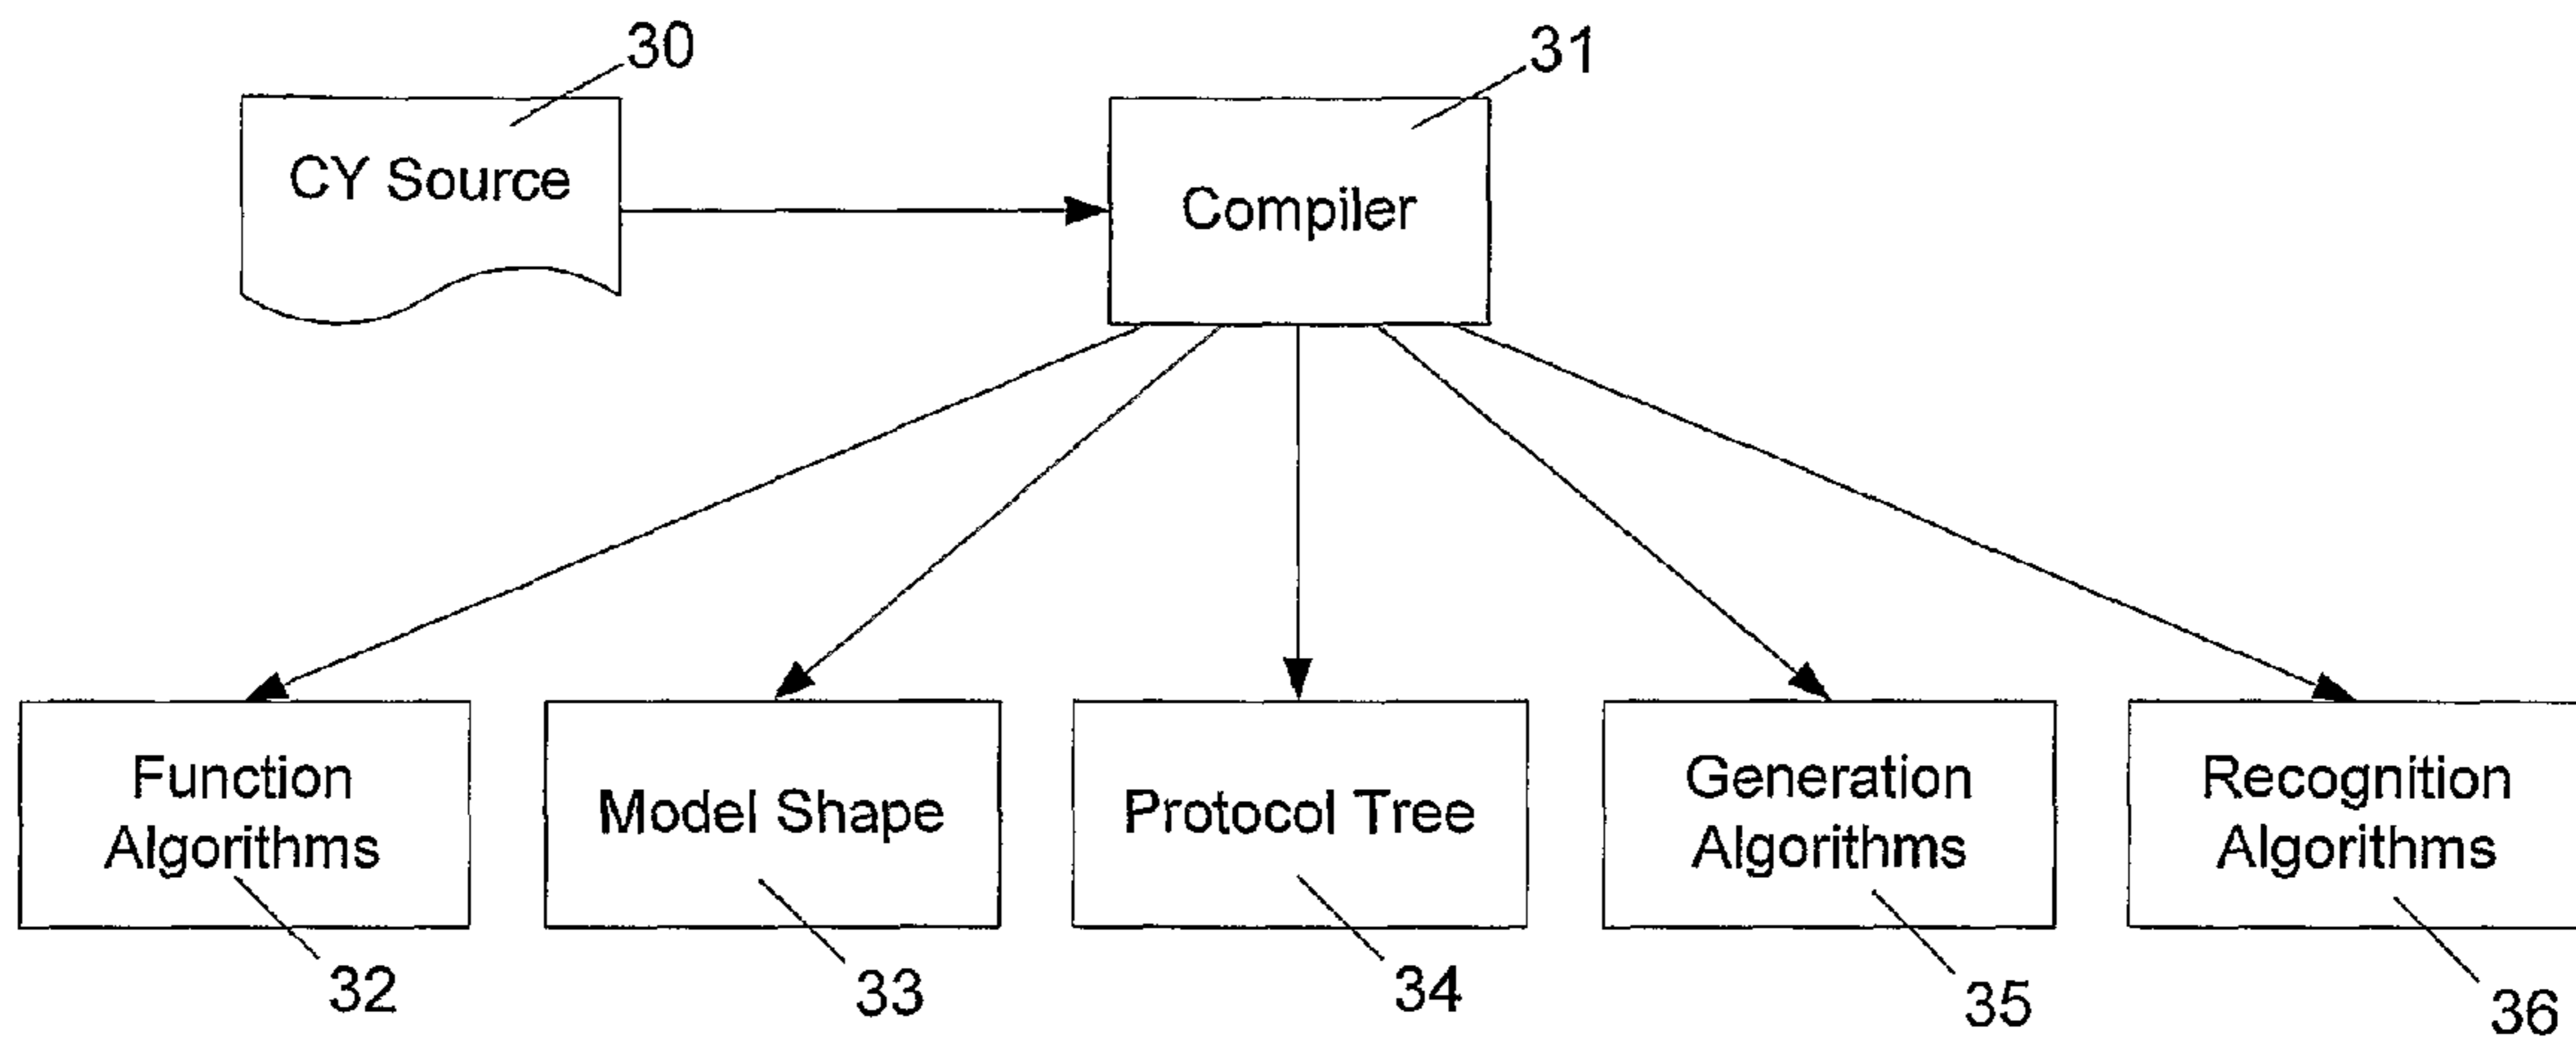 30
31
CY Source
Compiler
Function
Algorithms
Model Shape
Protocol Tree
Generation
Algorithms
Recognition
Algorithms
32
33
34
35
36